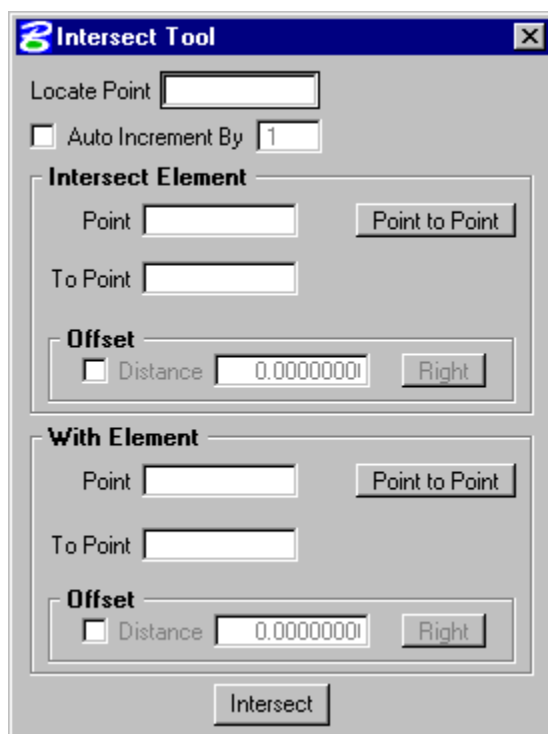 Intersect Tool
Locate Point
Auto Increment By 1
Intersect Element
Point Point to Point
To Point
Offset
Distance 0.0000000 Right
With Element
Point Point to Point
To Point
Offset
Distance 0.0000000 Right
Intersect